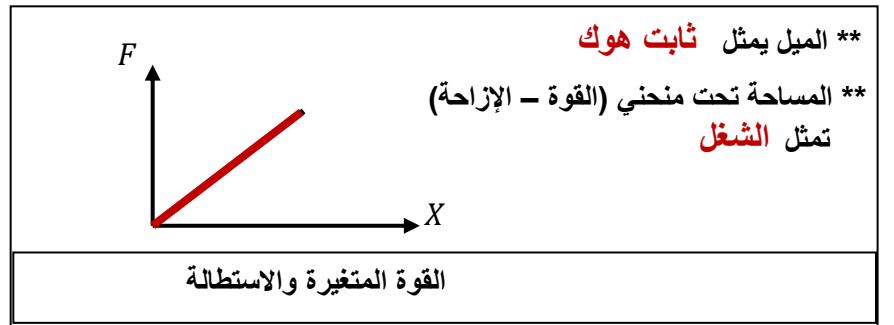 ** الميل يمثل ثابت هوك
** المساحة تحت منحني (القوة – الإزاحة)
تمثل الشغل
F
X
القوة المتغيرة والاستطالة